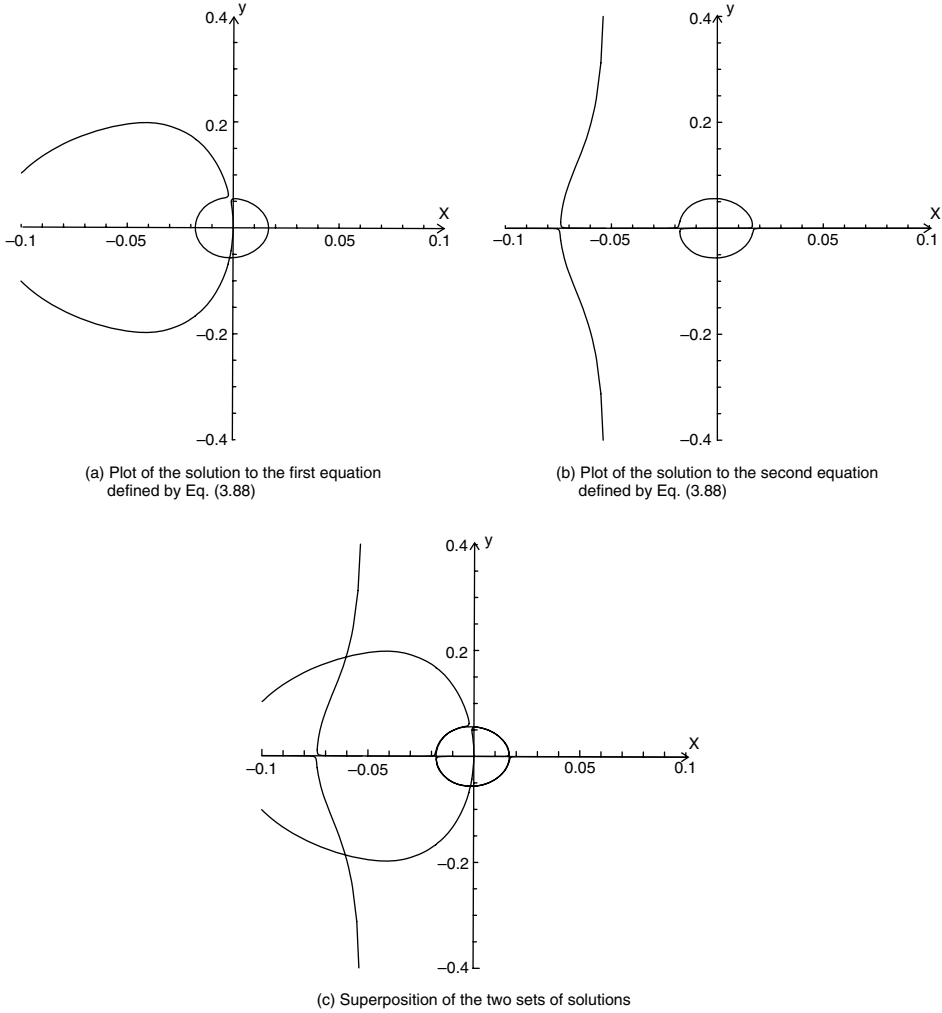 0.4 y
0.2
X
–0.1 –0.05 0.05 0.1
–0.2
–0.4
(a) Plot of the solution to the first equation
defined by Eq. (3.88)
0.4 y
0.2
X
–0.1 –0.05 0.05 0.1
–0.2
–0.4
(b) Plot of the solution to the second equation
defined by Eq. (3.88)
0.4 y
0.2
X
–0.1 –0.05 0.05 0.1
–0.2
–0.4
(c) Superposition of the two sets of solutions